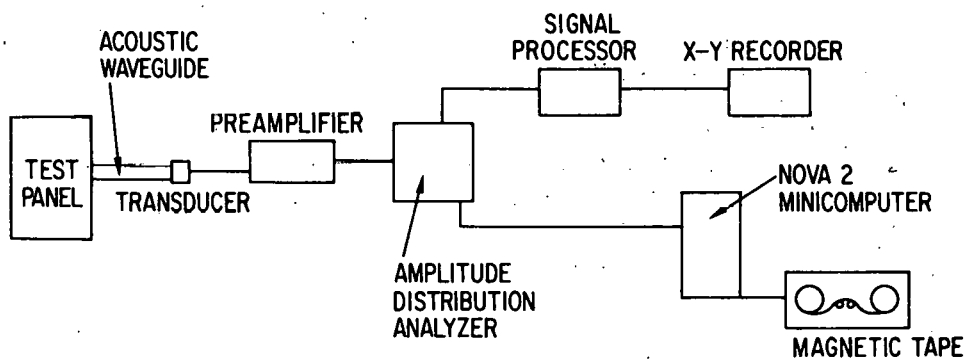 ACOUSTIC
WAVEGUIDE
SIGNAL
PROCESSOR
X-Y RECORDER
PREAMPLIFIER
TEST
PANEL
TRANSDUCER
NOVA 2
MINICOMPUTER
AMPLITUDE
DISTRIBUTION
ANALYZER
MAGNETIC TAPE